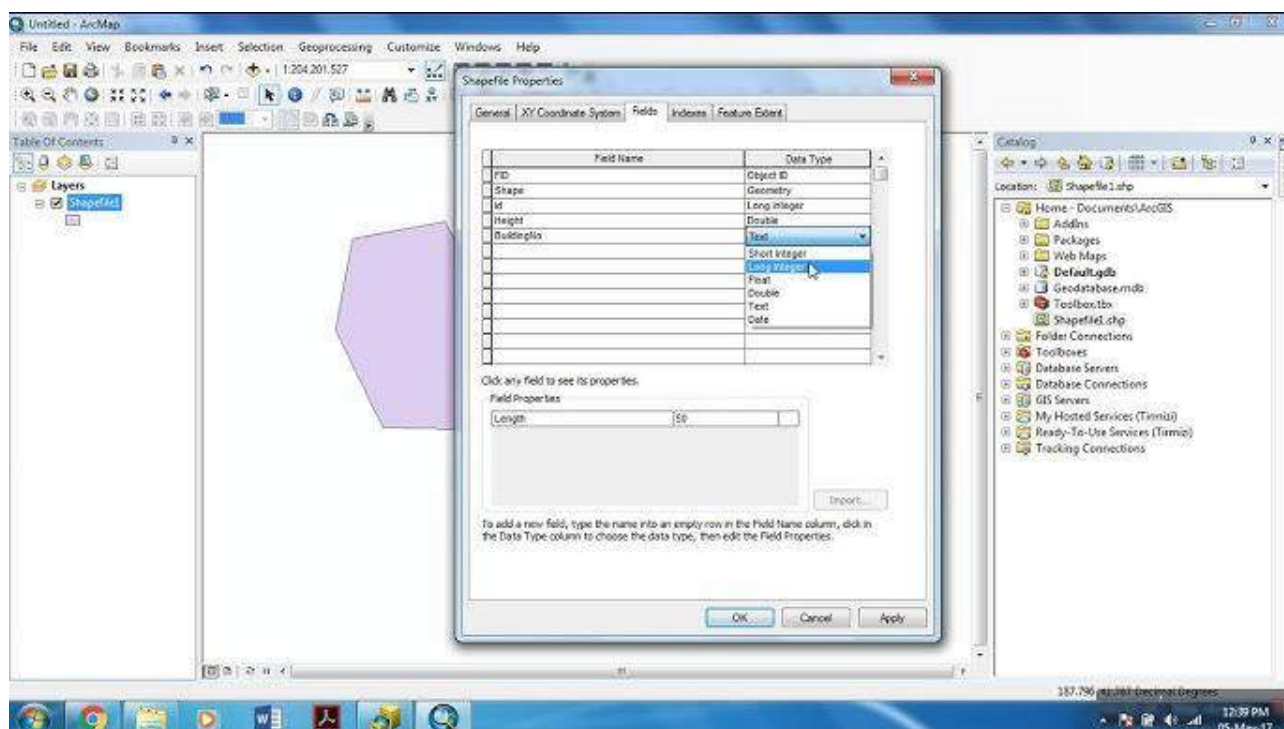 Untitled - ArcMap
File Edit View Bookmarks Insert Selection Geoprocessing Customize Windows Help
1:204.201.527
Shapefile Properties
General XY Coordinate System Fields Indexes Feature Extent
Table Of Contents
Layers
Shapefile1
Field Name Data Type
FID Object ID
Shape Geometry
Id Long Integer
Height Double
BuildingNo Text
Short Integer
Long Integer
Float
Double
Text
Date
Click any field to see its properties.
Field Properties
Length 50
Import...
To add a new field, type the name into an empty row in the Field Name column, click in
the Data Type column to choose the data type, then edit the Field Properties.
OK Cancel Apply
Catalog
Location: Shapefile1.shp
Home - Documents\ArcGIS
AddIns
Packages
Web Maps
Default.gdb
Geodatabase.mdb
Toolbox.tbx
Shapefile1.shp
Folder Connections
Toolboxes
Database Servers
Database Connections
GIS Servers
My Hosted Services (Tirmizi)
Ready-To-Use Services (Tirmizi)
Tracking Connections
187.796 Decimal Degrees
12:39 PM
05-May-17